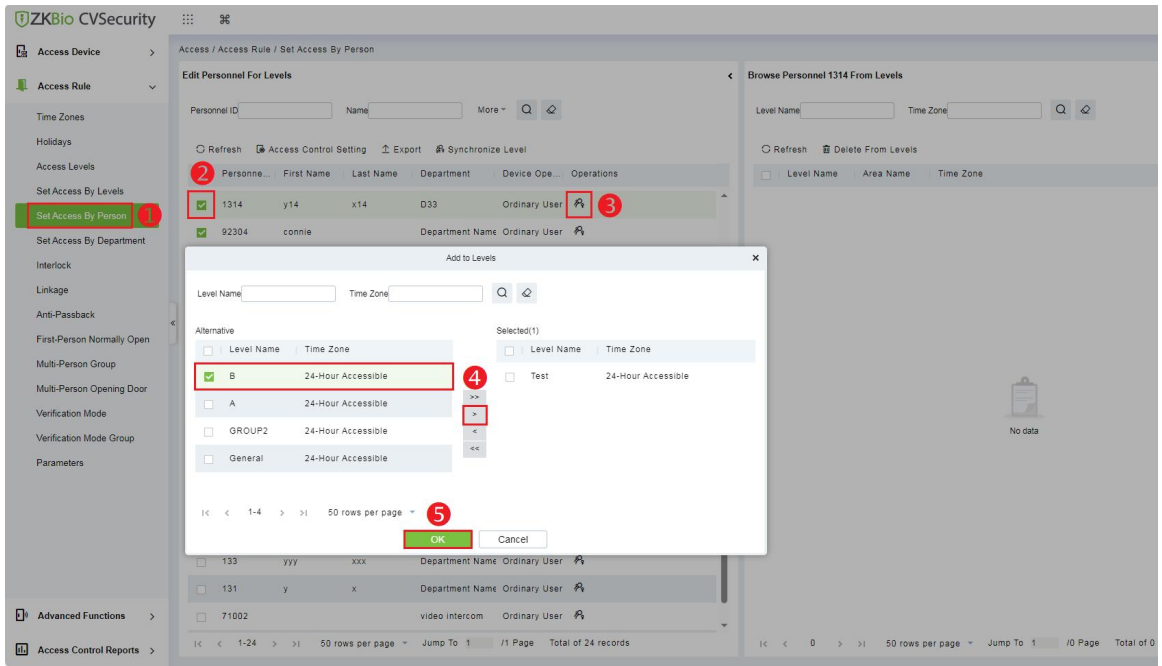 ZKBio CVSecurity
Access Device
Access Rule
Time Zones
Holidays
Access Levels
Set Access By Levels
Set Access By Person
1
Set Access By Department
Interlock
Linkage
Anti-Passback
First-Person Normally Open
Multi-Person Group
Multi-Person Opening Door
Verification Mode
Verification Mode Group
Parameters
Advanced Functions
Access Control Reports
Access / Access Rule / Set Access By Person
Edit Personnel For Levels
Personnel ID Name More
Refresh Access Control Setting Export Synchronize Level
2 Personne... First Name Last Name Department Device Ope... Operations
1314 y14 x14 D33 Ordinary User 3
92304 connie Department Name Ordinary User
Add to Levels
Level Name Time Zone
Alternative
Level Name Time Zone
B 24-Hour Accessible
A 24-Hour Accessible
GROUP2 24-Hour Accessible
General 24-Hour Accessible
4
>>
>
<
<<
Selected(1)
Level Name Time Zone
Test 24-Hour Accessible
|< < 1-4 > >| 50 rows per page
5
OK Cancel
133 yyy xxx Department Name Ordinary User
131 y x Department Name Ordinary User
71002 video intercom Ordinary User
|< < 1-24 > >| 50 rows per page Jump To 1 /1 Page Total of 24 records
Browse Personnel 1314 From Levels
Level Name Time Zone
Refresh Delete From Levels
Level Name Area Name Time Zone
No data
|< < 0 > >| 50 rows per page Jump To 1 /0 Page Total of 0